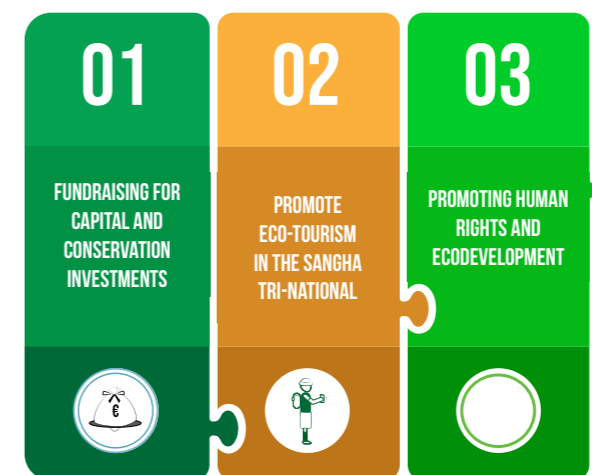 01
FUNDRAISING FOR
CAPITAL AND
CONSERVATION
INVESTMENTS
€
02
PROMOTE
ECO-TOURISM
IN THE SANGHA
TRI-NATIONAL
03
PROMOTING HUMAN
RIGHTS AND
ECODEVELOPMENT